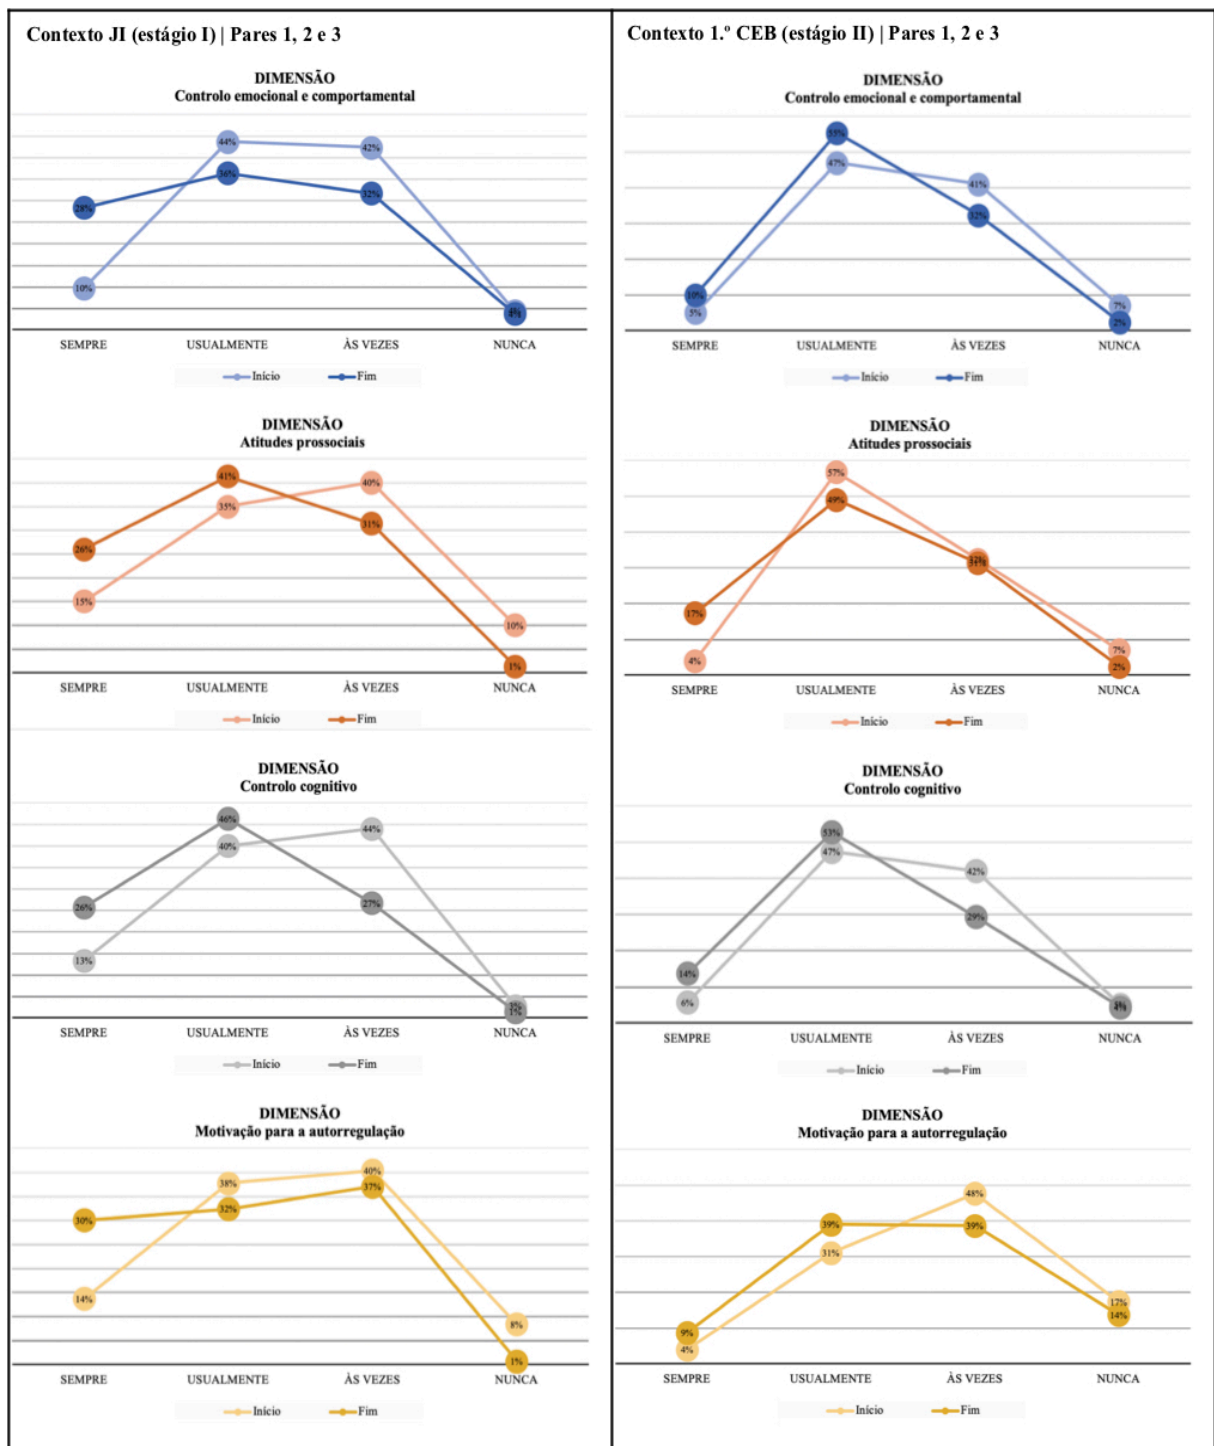 Contexto JI (estágio I) | Pares 1, 2 e 3
DIMENSÃO
Controlo emocional e comportamental
44%
42%
36%
32%
28%
10%
4%
SEMPRE USUALMENTE ÀS VEZES NUNCA
Início Fim
DIMENSÃO
Atitudes prossociais
41%
40%
35%
31%
26%
15%
10%
1%
SEMPRE USUALMENTE ÀS VEZES NUNCA
Início Fim
DIMENSÃO
Controlo cognitivo
46%
44%
40%
26%
27%
13%
1%
SEMPRE USUALMENTE ÀS VEZES NUNCA
Início Fim
DIMENSÃO
Motivação para a autorregulação
40%
38%
37%
30%
32%
14%
8%
1%
SEMPRE USUALMENTE ÀS VEZES NUNCA
Início Fim
Contexto 1.º CEB (estágio II) | Pares 1, 2 e 3
DIMENSÃO
Controlo emocional e comportamental
55%
47%
41%
32%
10%
5%
7%
2%
SEMPRE USUALMENTE ÀS VEZES NUNCA
Início Fim
DIMENSÃO
Atitudes prossociais
57%
49%
32%
31%
17%
4%
7%
2%
SEMPRE USUALMENTE ÀS VEZES NUNCA
Início Fim
DIMENSÃO
Controlo cognitivo
53%
47%
42%
29%
14%
6%
4%
SEMPRE USUALMENTE ÀS VEZES NUNCA
Início Fim
DIMENSÃO
Motivação para a autorregulação
48%
39%
39%
31%
17%
14%
9%
4%
SEMPRE USUALMENTE ÀS VEZES NUNCA
Início Fim